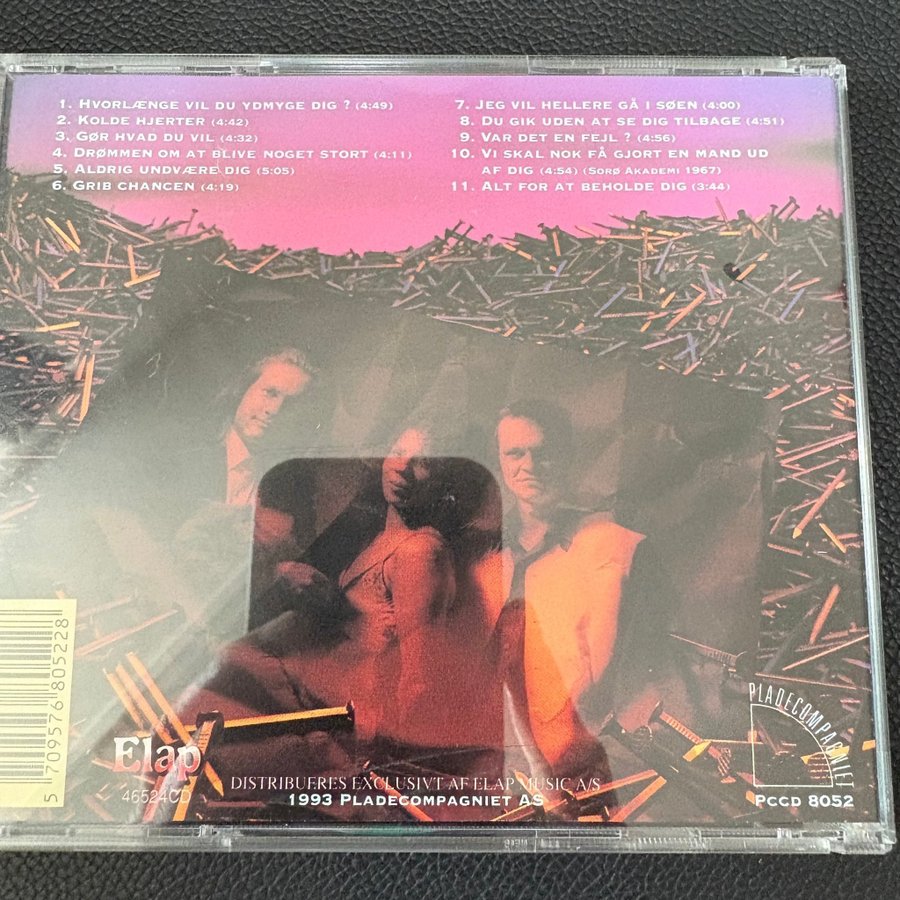 1. Hvorlænge vil du ydmyge dig ? (4:49)
2. Kolde hjerter (4:42)
3. Gør hvad du vil (4:32)
4. Drømmen om at blive noget stort (4:11)
5. Aldrig undvære dig (5:05)
6. Grib chancen (4:19)
7. Jeg vil hellere gå i søen (4:00)
8. Du gik uden at se dig tilbage (4:51)
9. Var det en fejl ? (4:56)
10. Vi skal nok få gjort en mand ud
af dig (4:54) (Sorø Akademi 1967)
11. Alt for at beholde dig (3:44)
5 709576 805228
Elap
46524CD
DISTRIBUERES EXCLUSIVT AF ELAP MUSIC A/S
1993 Pladecompagniet AS
PLADECOMPAGNIET
PCCD 8052